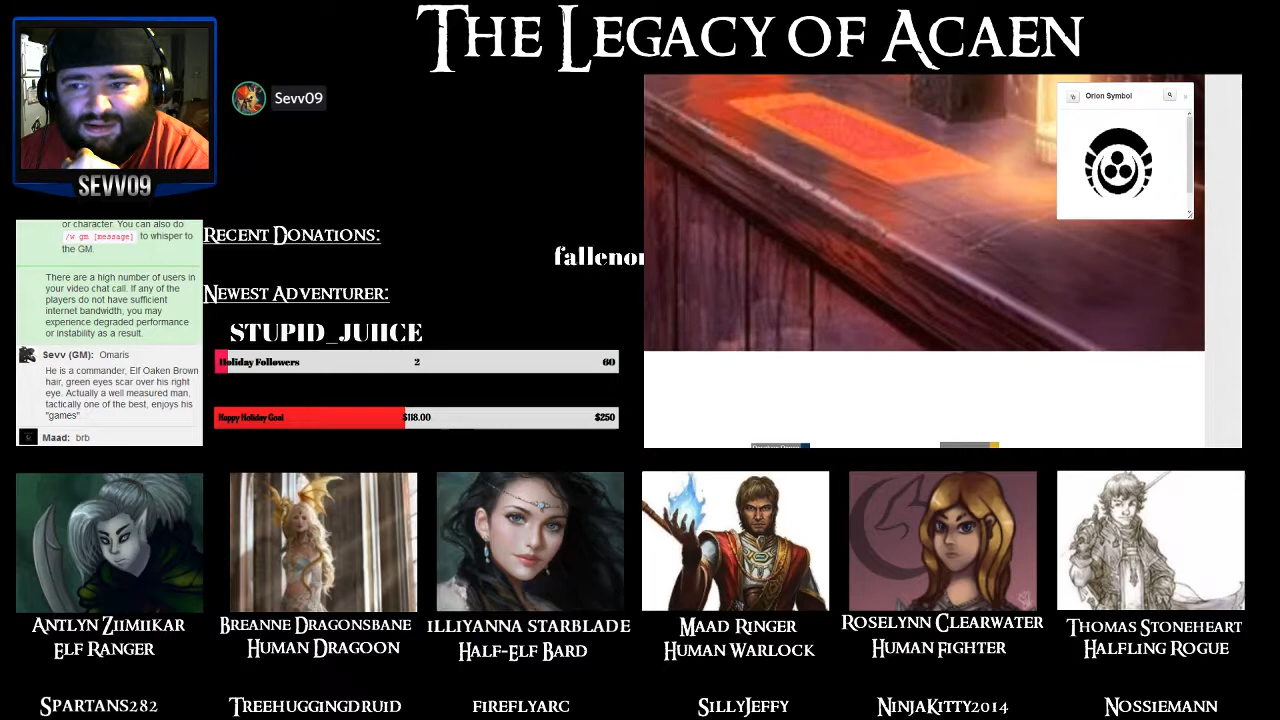 The Legacy of Acaen
Sevv09
SEVV09
Orion Symbol
or character. You can also do
/w gm [message] to whisper to
the GM.
There are a high number of users in
your video chat call. If any of the
players do not have sufficient
internet bandwidth, you may
experience degraded performance
or instability as a result.
Sevv (GM): Omaris
He is a commander, Elf Oaken Brown
hair, green eyes scar over his right
eye. Actually a well measured man,
tactically one of the best, enjoys his
"games"
Maad: brb
Recent Donations:
fallenor
Newest Adventurer:
STUPID_JUIICE
Holiday Followers 2 60
Happy Holiday Goal $118.00 $250
Antlyn Ziimiikar
Elf Ranger
Spartans282
Breanne Dragonsbane
Human Dragoon
Treehuggingdruid
illiyanna starblade
Half-Elf Bard
fireflyarc
Maad Ringer
Human Warlock
SillyJeffy
Roselynn Clearwater
Human Fighter
NinjaKitty2014
Thomas Stoneheart
Halfling Rogue
Nossiemann